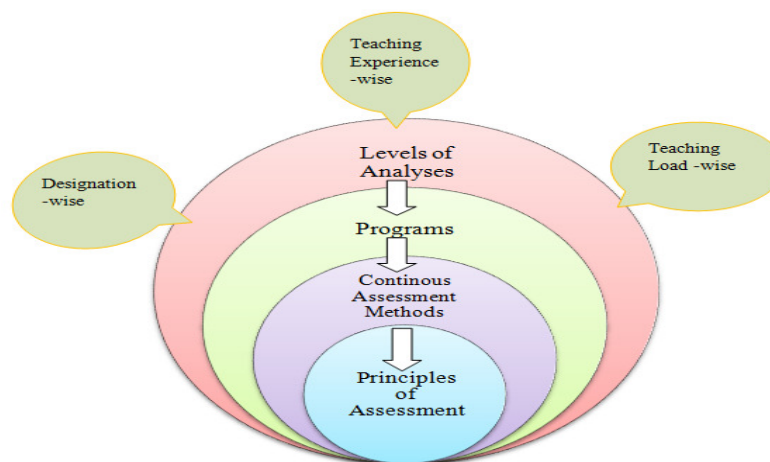 Teaching
Experience
-wise
Designation
-wise
Teaching
Load -wise
Levels of
Analyses
Programs
Continous
Assessment
Methods
Principles
of
Assessment